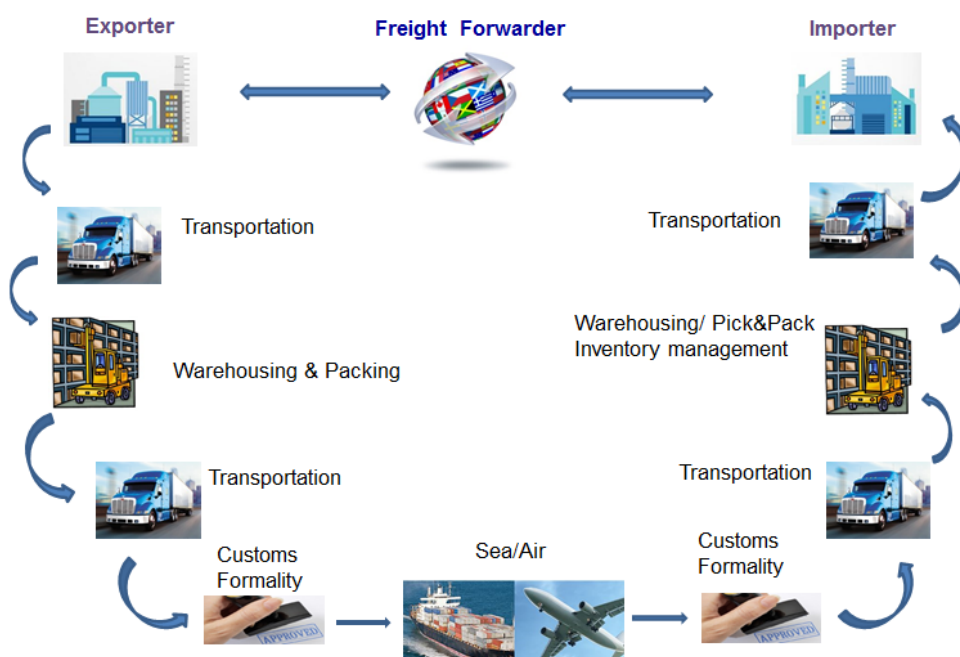 Exporter
Freight Forwarder
Importer
Transportation
Transportation
Warehousing & Packing
Warehousing/ Pick&Pack
Inventory management
Transportation
Transportation
Customs
Formality
Sea/Air
Customs
Formality
APPROVED
APPROVED